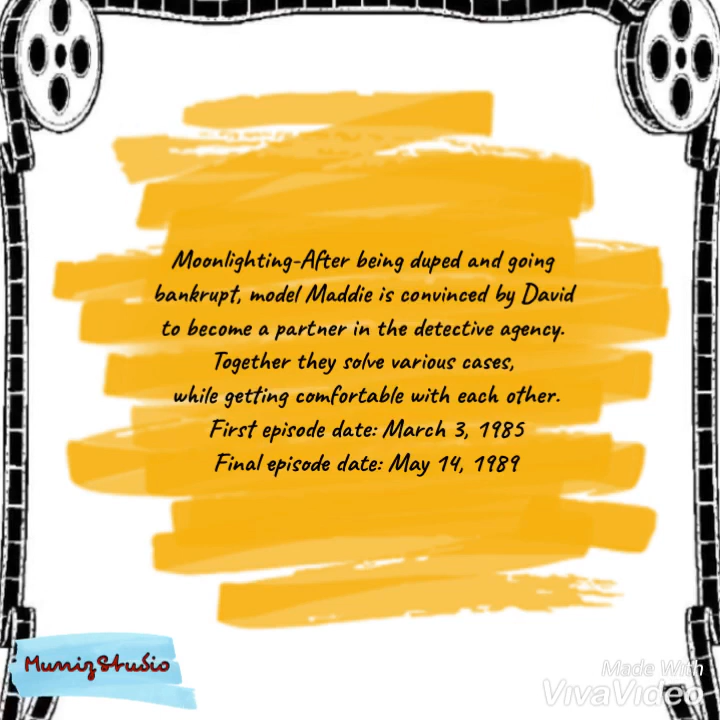 Moonlighting-After being duped and going
bankrupt, model Maddie is convinced by David
to become a partner in the detective agency.
Together they solve various cases,
while getting comfortable with each other.
First episode date: March 3, 1985
Final episode date: May 14, 1989
MunizStudio
Made With
VivaVideo